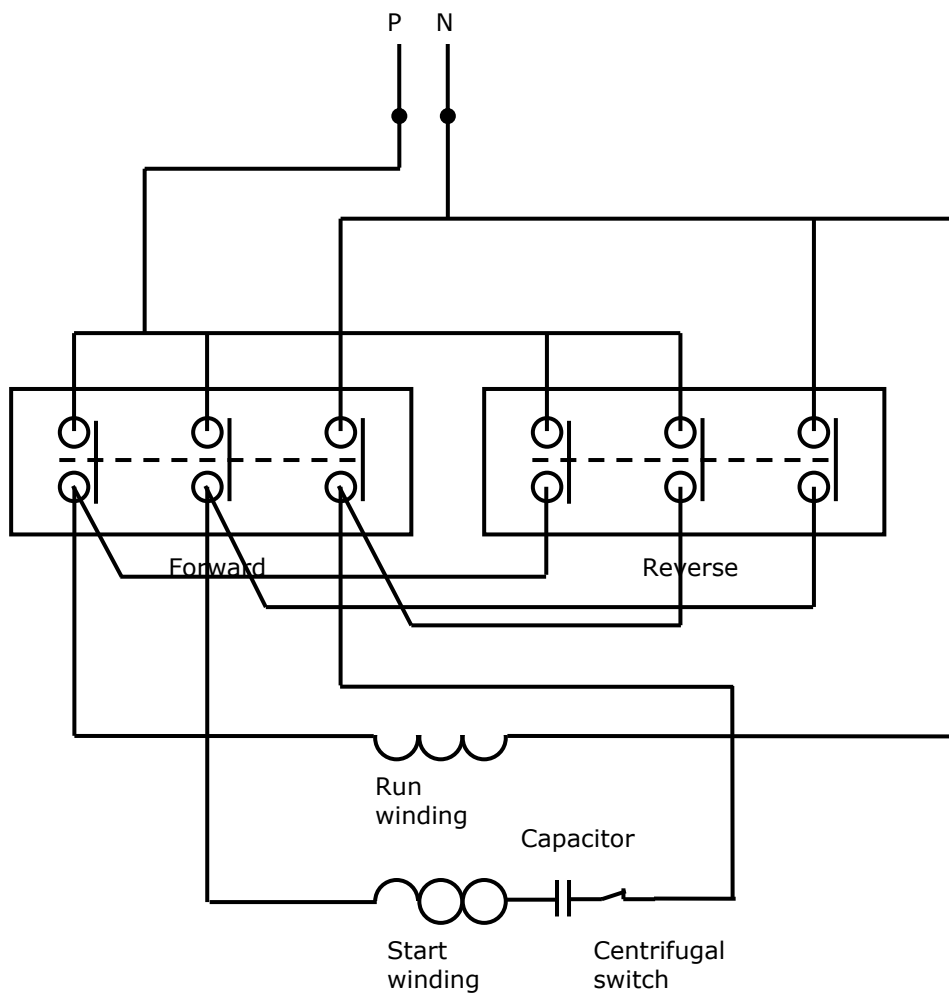 P N
Forward Reverse
Run
winding
Capacitor
Start
winding
Centrifugal
switch